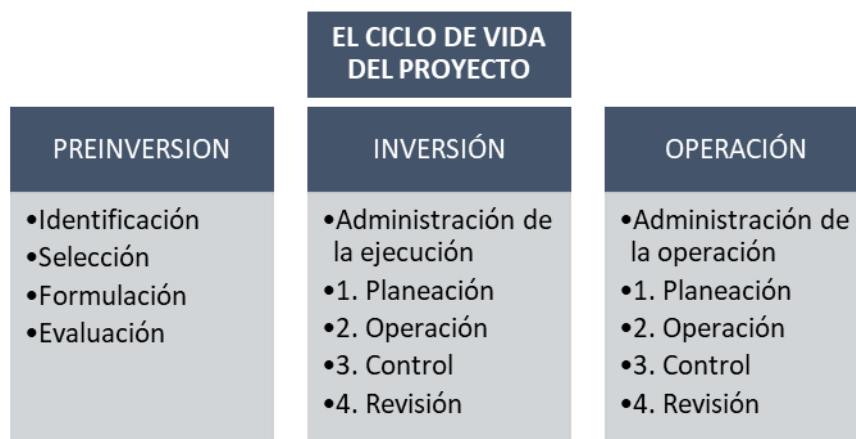 EL CICLO DE VIDA
DEL PROYECTO
PREINVERSION
•Identificación
•Selección
•Formulación
•Evaluación
INVERSIÓN
•Administración de
la ejecución
•1. Planeación
•2. Operación
•3. Control
•4. Revisión
OPERACIÓN
•Administración de
la operación
•1. Planeación
•2. Operación
•3. Control
•4. Revisión